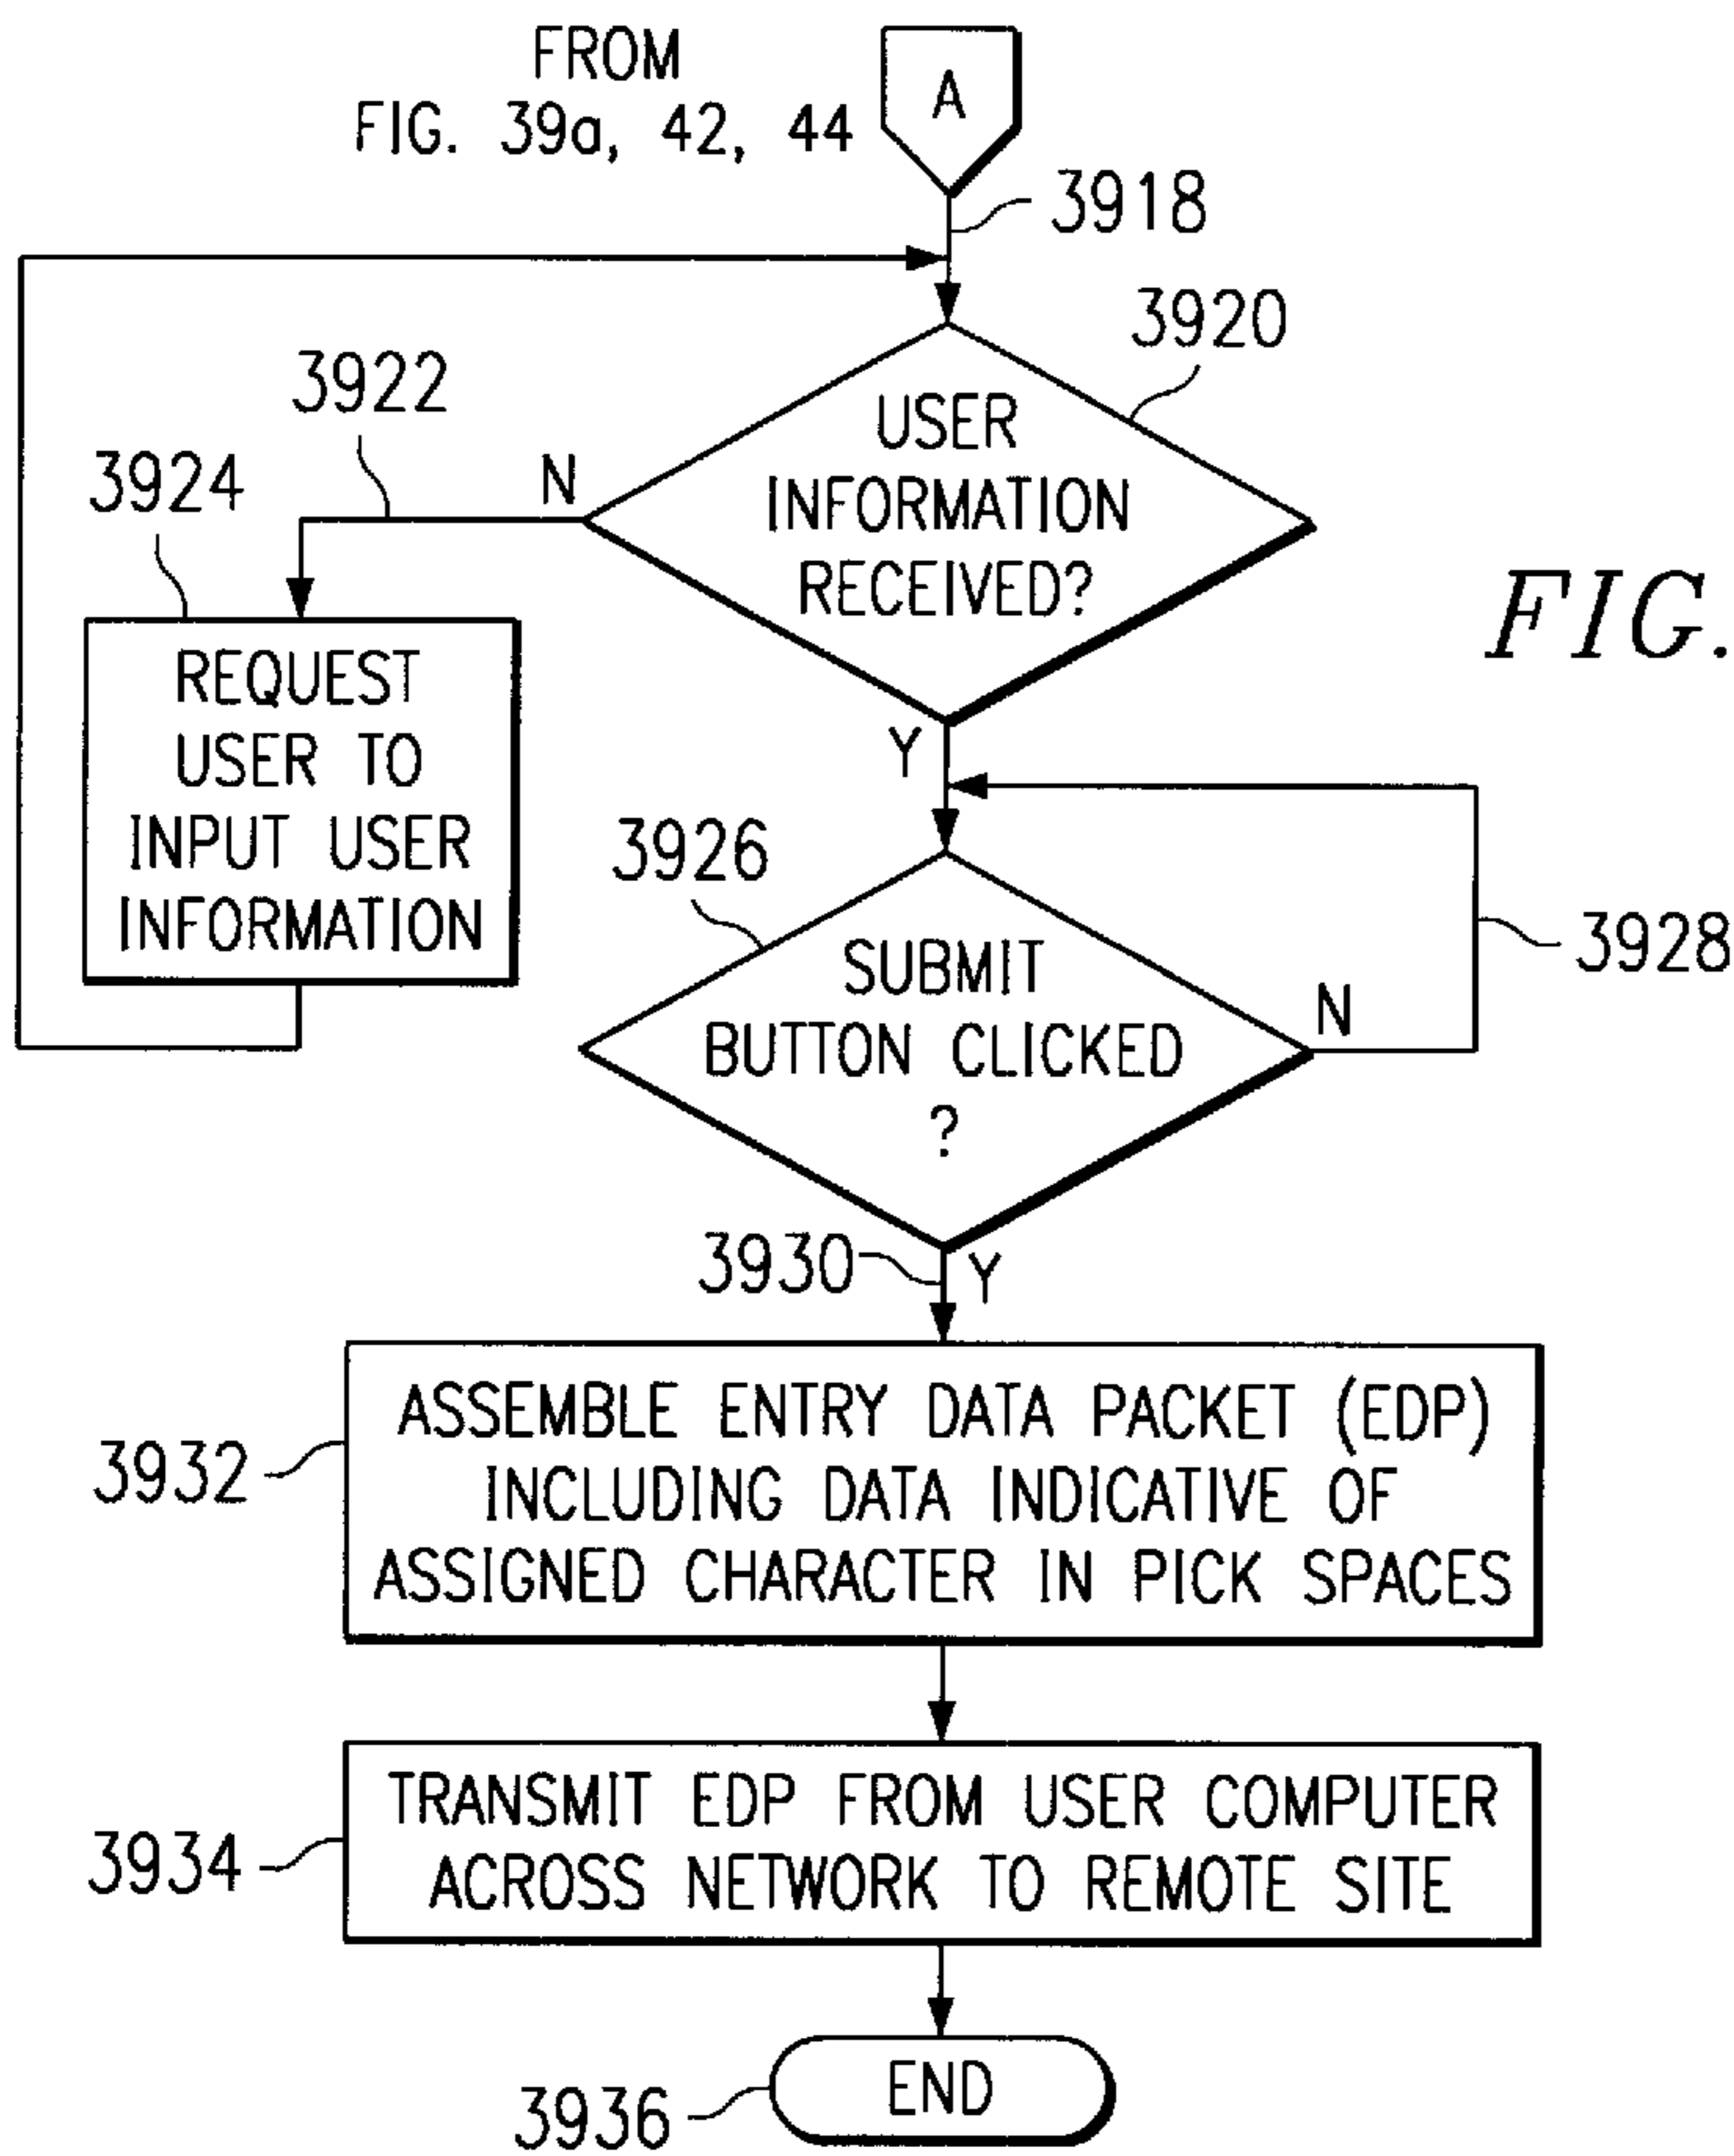 FROM
FIG. 39a, 42, 44
A
3918
3920
3922
N
3924
USER
INFORMATION
RECEIVED?
FIG.
REQUEST
USER TO
INPUT USER
INFORMATION
Y
3926
3928
SUBMIT
BUTTON CLICKED
?
N
3930
Y
3932
ASSEMBLE ENTRY DATA PACKET (EDP)
INCLUDING DATA INDICATIVE OF
ASSIGNED CHARACTER IN PICK SPACES
3934
TRANSMIT EDP FROM USER COMPUTER
ACROSS NETWORK TO REMOTE SITE
END
3936